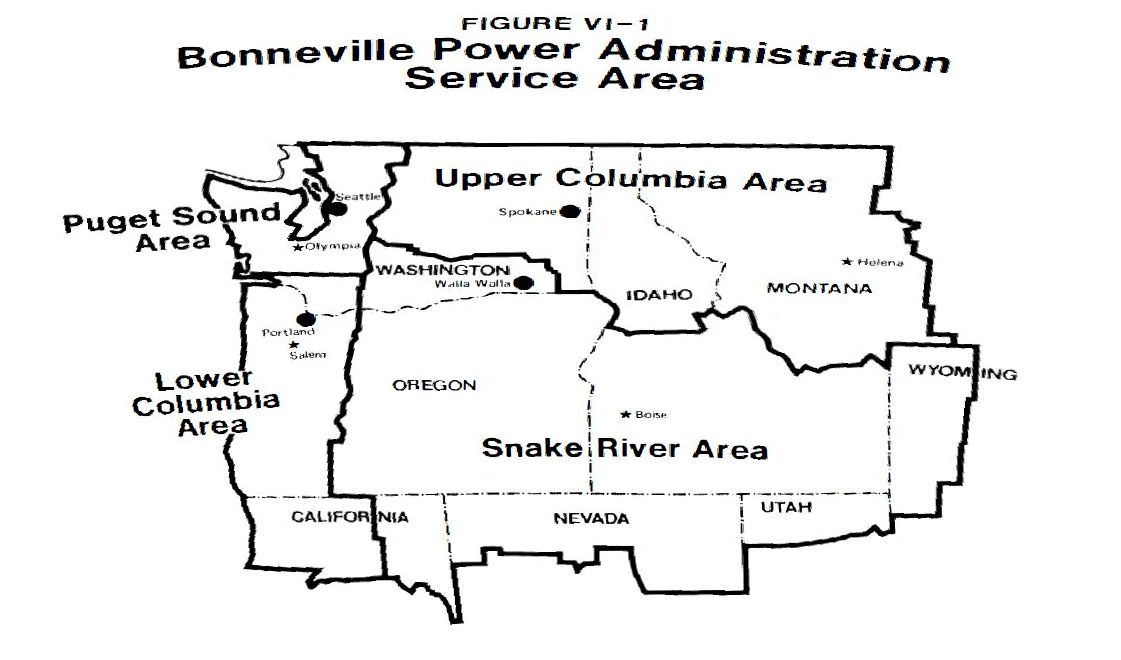 FIGURE VI-1
Bonneville Power Administration
Service Area
Upper Columbia Area
Seattle
Spokane
Puget Sound
Area
Olympia
Helena
WASHINGTON
Walla Walla
IDAHO
MONTANA
Portland
Salem
WYOMING
Lower
Columbia
Area
OREGON
Boise
Snake River Area
CALIFORNIA
NEVADA
UTAH